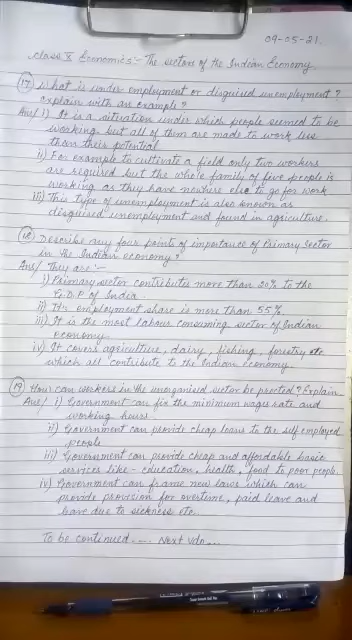 09-05-21.
Class X Economics:- The sectors of the Indian Economy.
(17) What is under employment or disguised unemployment?
explain with an example?
Ans/ i) It is a situation under which people seemed to be
working but all of them are made to work less
than their potential
ii) For example to cultivate a field only two workers
are required but the whole family of five people is
working as they have nowhere else to go for work
iii) This type of unemployment is also known as
disguised unemployment and found in agriculture.
(18) Describe any four points of importance of Primary Sector
in the Indian economy?
Ans/ They are:-
i) Primary sector contributes more than 20% to the
G.D.P of India.
ii) Its employment share is more than 55%
iii) It is the most labour consuming sector of Indian
economy.
iv) It covers agriculture, dairy, fishing, forestry etc
which all contribute to the Indian economy.
(19) How can workers in the unorganised sector be procted? Explain
Ans/ i) Government can fix the minimum wages rate and
working hours.
ii) Government can provide cheap loans to the self employed
people
iii) Government can provide cheap and affordable basic
services like - education, health, food to poor people.
iv) Government can frame new laws which can
provide provision for overtime, paid leave and
leave due to sickness etc.
To be continued .... Next vdo...